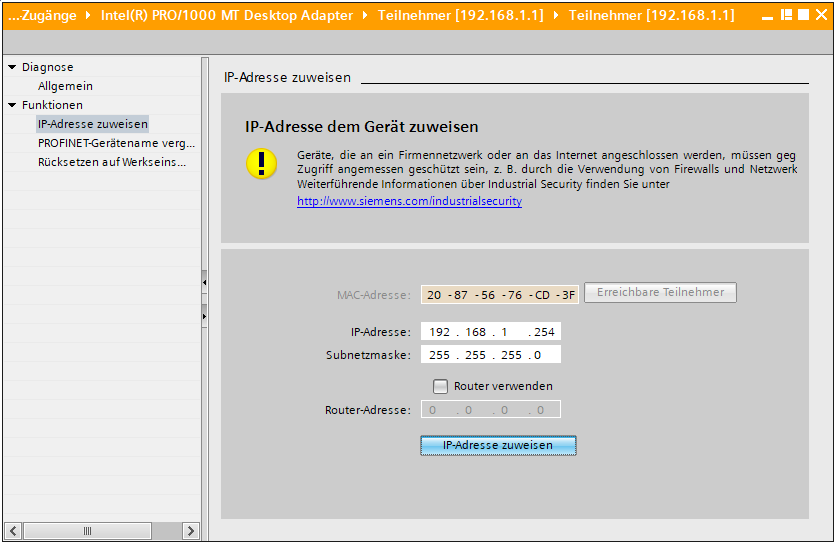 ...Zugänge Intel(R) PRO/1000 MT Desktop Adapter Teilnehmer [192.168.1.1] Teilnehmer [192.168.1.1]
Diagnose
Allgemein
Funktionen
IP-Adresse zuweisen
PROFINET-Gerätename verg...
Rücksetzen auf Werkseins...
IP-Adresse zuweisen
IP-Adresse dem Gerät zuweisen
Geräte, die an ein Firmennetzwerk oder an das Internet angeschlossen werden, müssen geg
Zugriff angemessen geschützt sein, z. B. durch die Verwendung von Firewalls und Netzwerk
Weiterführende Informationen über Industrial Security finden Sie unter
http://www.siemens.com/industrialsecurity
MAC-Adresse: 20 -87 -56 -76 -CD -3F Erreichbare Teilnehmer
IP-Adresse: 192 . 168 . 1 . 254
Subnetzmaske: 255 . 255 . 255 . 0
Router verwenden
Router-Adresse: 0 . 0 . 0 . 0
IP-Adresse zuweisen